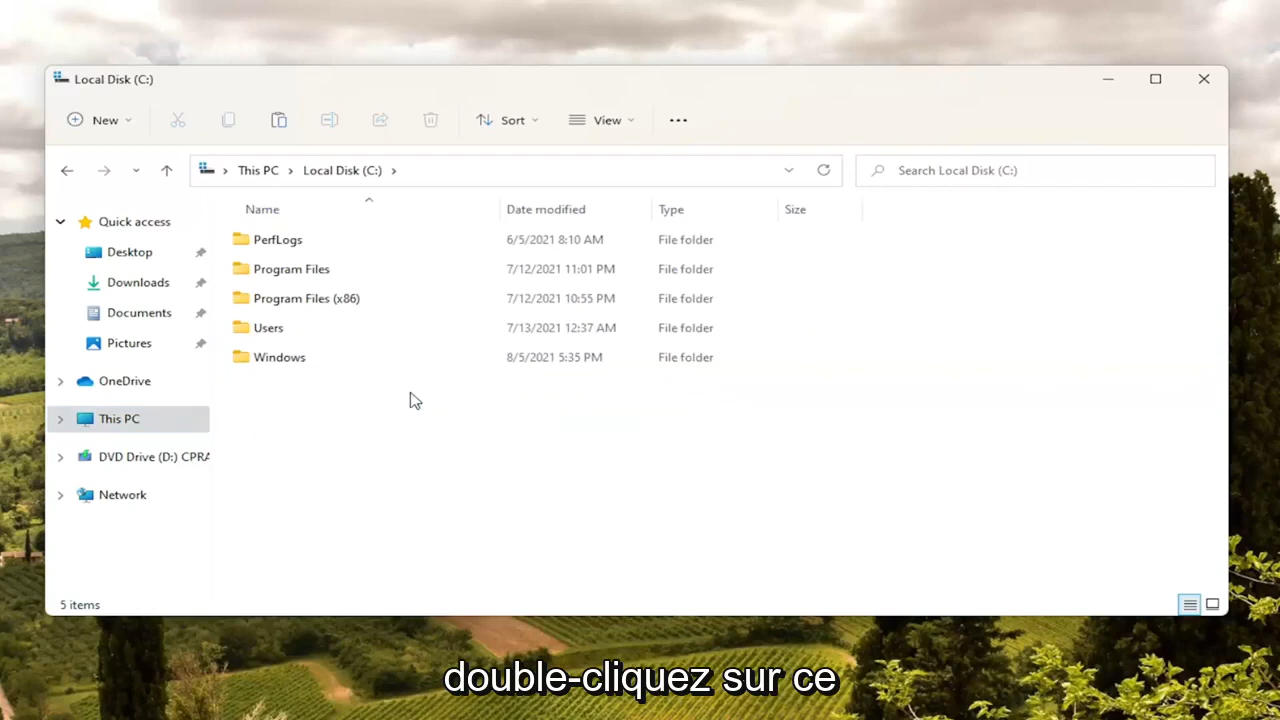 Local Disk (C:)
New
Sort
View
This PC
Local Disk (C:)
Search Local Disk (C:)
Name
Date modified
Type
Size
Quick access
Desktop
Downloads
Documents
Pictures
OneDrive
This PC
DVD Drive (D:) CPRA
Network
PerfLogs 6/5/2021 8:10 AM File folder
Program Files 7/12/2021 11:01 PM File folder
Program Files (x86) 7/12/2021 10:55 PM File folder
Users 7/13/2021 12:37 AM File folder
Windows 8/5/2021 5:35 PM File folder
5 items
double-cliquez sur ce